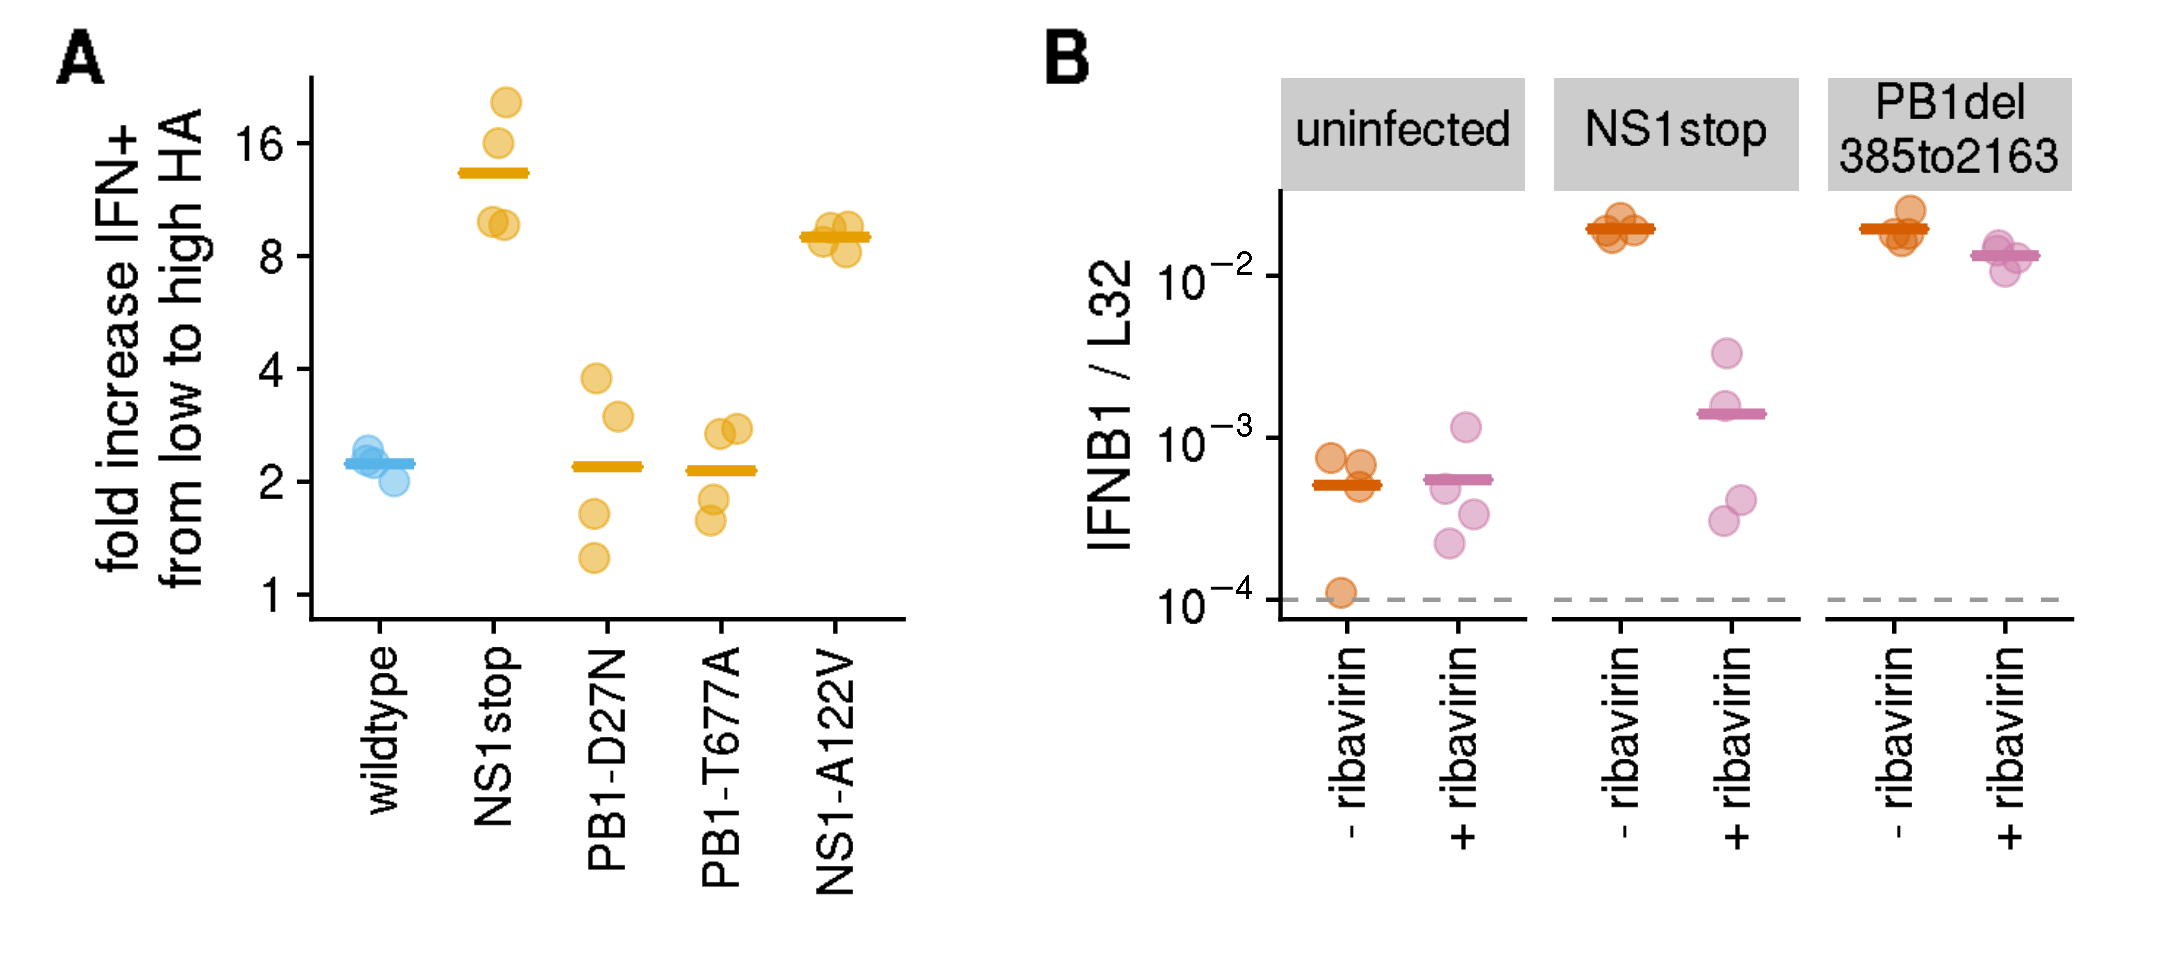 A
fold increase IFN+
from low to high HA
16
8
4
2
1
wildtype
NS1stop
PB1-D27N
PB1-T677A
NS1-A122V
B
uninfected
NS1stop
PB1del
385to2163
IFNB1 / L32
10⁻²
10⁻³
10⁻⁴
- ribavirin
+ ribavirin
- ribavirin
+ ribavirin
- ribavirin
+ ribavirin